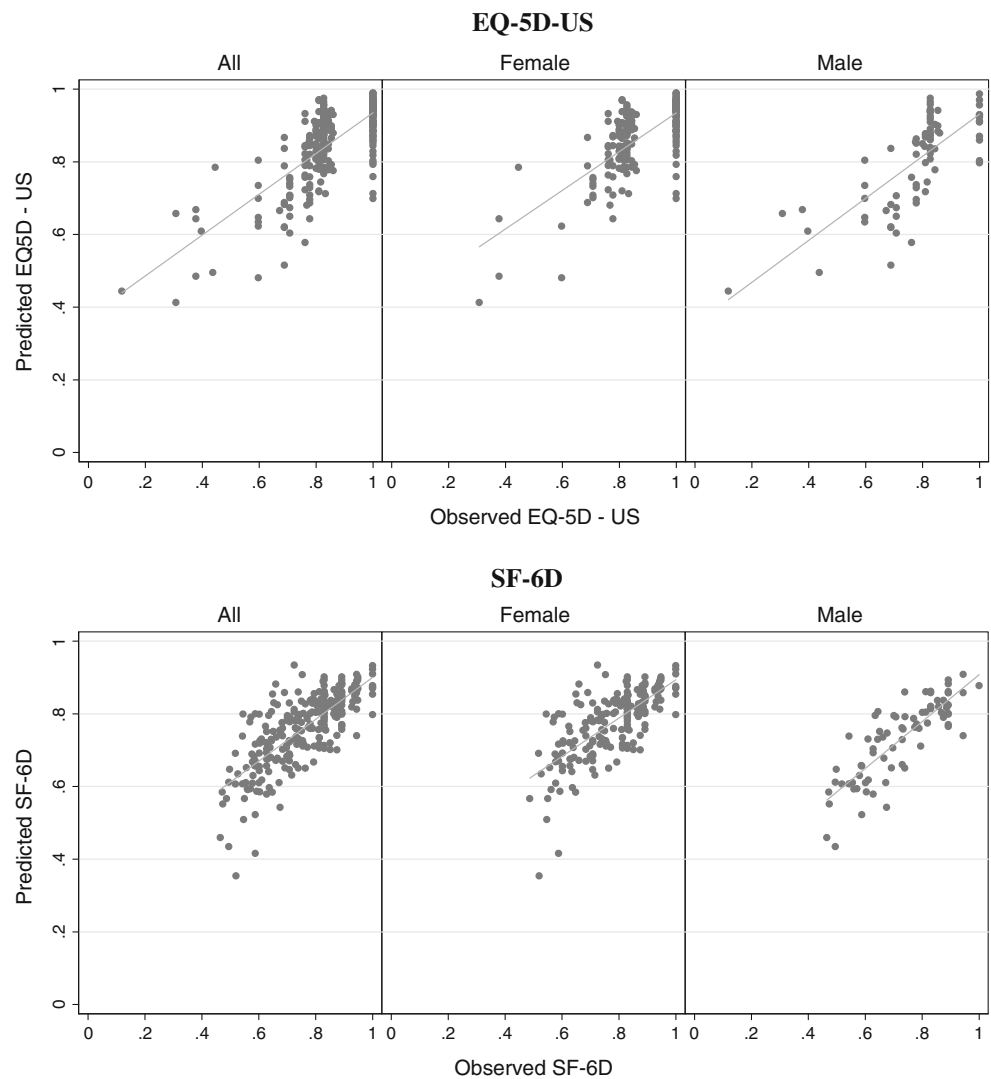 EQ-5D-US
All Female Male
Predicted EQ5D - US
1
.8
.6
.4
.2
0
0 .2 .4 .6 .8 1 0 .2 .4 .6 .8 1 0 .2 .4 .6 .8 1
Observed EQ-5D - US
SF-6D
All Female Male
Predicted SF-6D
1
.8
.6
.4
.2
0
0 .2 .4 .6 .8 1 0 .2 .4 .6 .8 1 0 .2 .4 .6 .8 1
Observed SF-6D